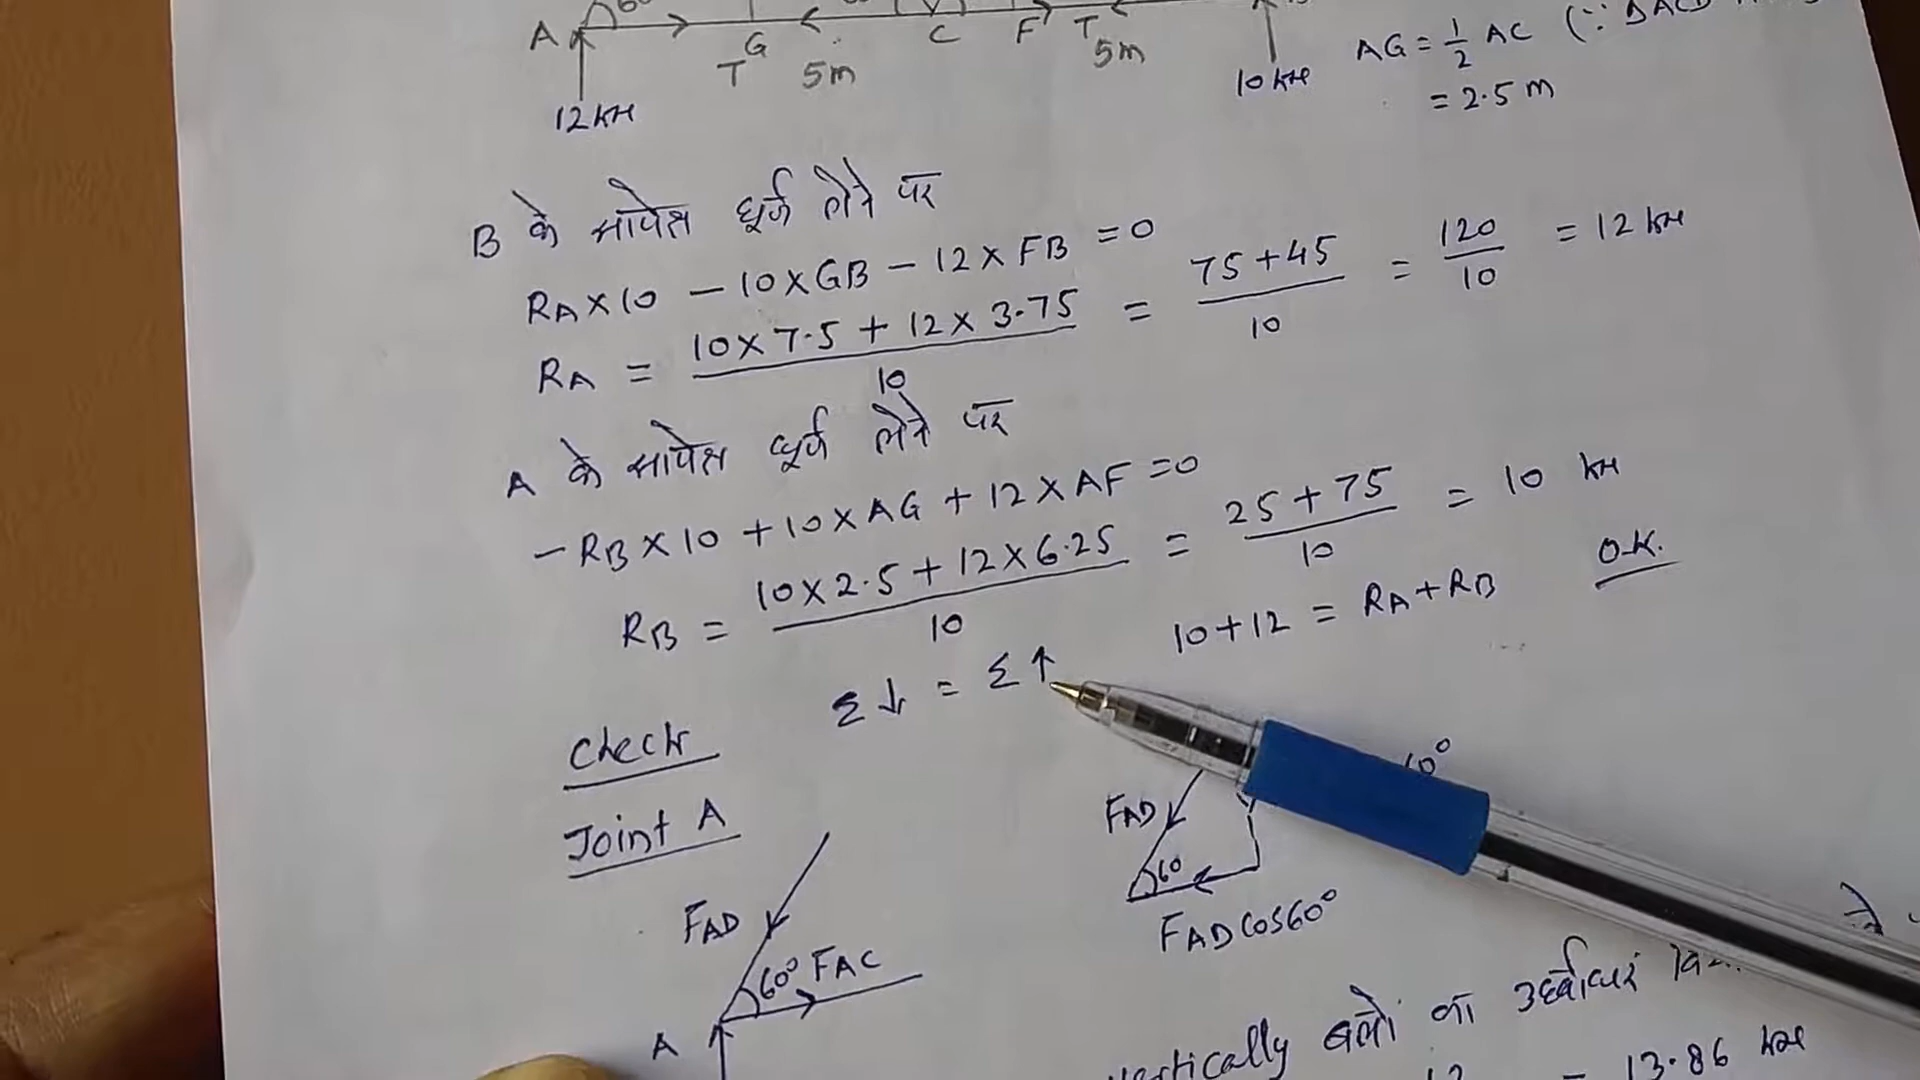 A G C F T
T 5m 5m
12 kN 10 kN
AG = 1/2 AC (∵ ΔACD
= 2.5 m
B के सापेक्ष घूर्ण लेने पर
RA × 10 - 10 × GB - 12 × FB = 0
RA = (10 × 7.5 + 12 × 3.75)/10 = (75 + 45)/10 = 120/10 = 12 kN
A के सापेक्ष घूर्ण लेने पर
- RB × 10 + 10 × AG + 12 × AF = 0
RB = (10 × 2.5 + 12 × 6.25)/10 = (25 + 75)/10 = 10 kN
Check Σ↓ = Σ↑ 10 + 12 = RA + RB O.K.
Joint A
FAD 60° FAC
A
FAD 60
FAD cos60°
vertically बलों का
= 13.86 kN